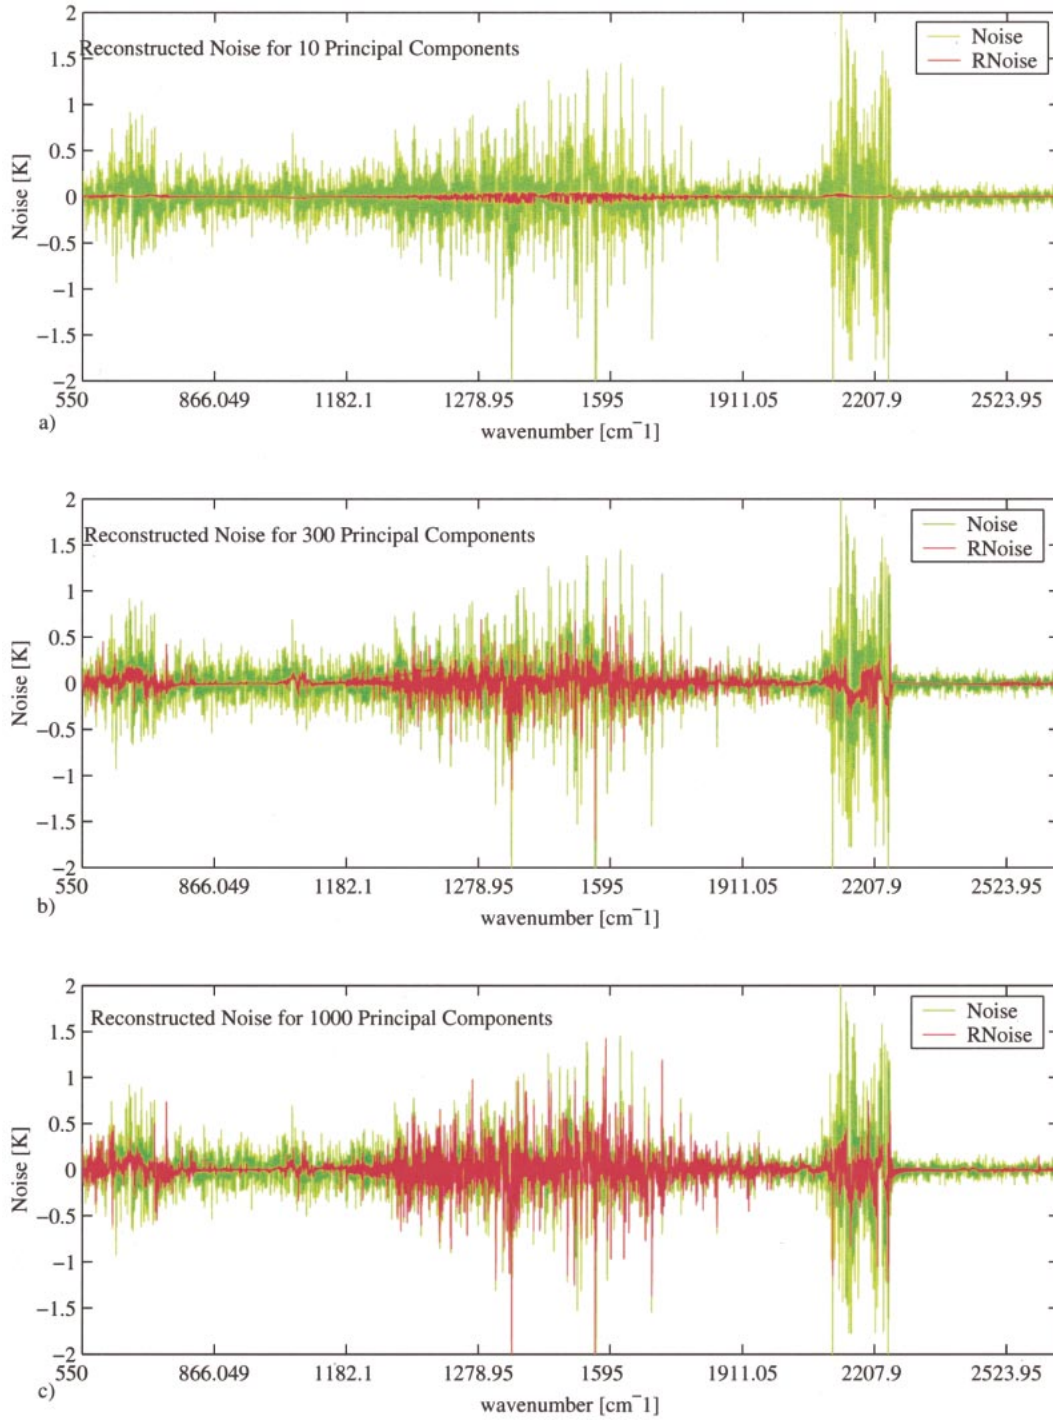 2
Reconstructed Noise for 10 Principal Components
Noise
RNoise
1.5
1
0.5
0
−0.5
−1
−1.5
−2
Noise [K]
550 866.049 1182.1 1278.95 1595 1911.05 2207.9 2523.95
a)
wavenumber [cm¯1]
2
Reconstructed Noise for 300 Principal Components
Noise
RNoise
1.5
1
0.5
0
−0.5
−1
−1.5
−2
Noise [K]
550 866.049 1182.1 1278.95 1595 1911.05 2207.9 2523.95
b)
wavenumber [cm¯1]
2
Reconstructed Noise for 1000 Principal Components
Noise
RNoise
1.5
1
0.5
0
−0.5
−1
−1.5
−2
Noise [K]
550 866.049 1182.1 1278.95 1595 1911.05 2207.9 2523.95
c)
wavenumber [cm¯1]